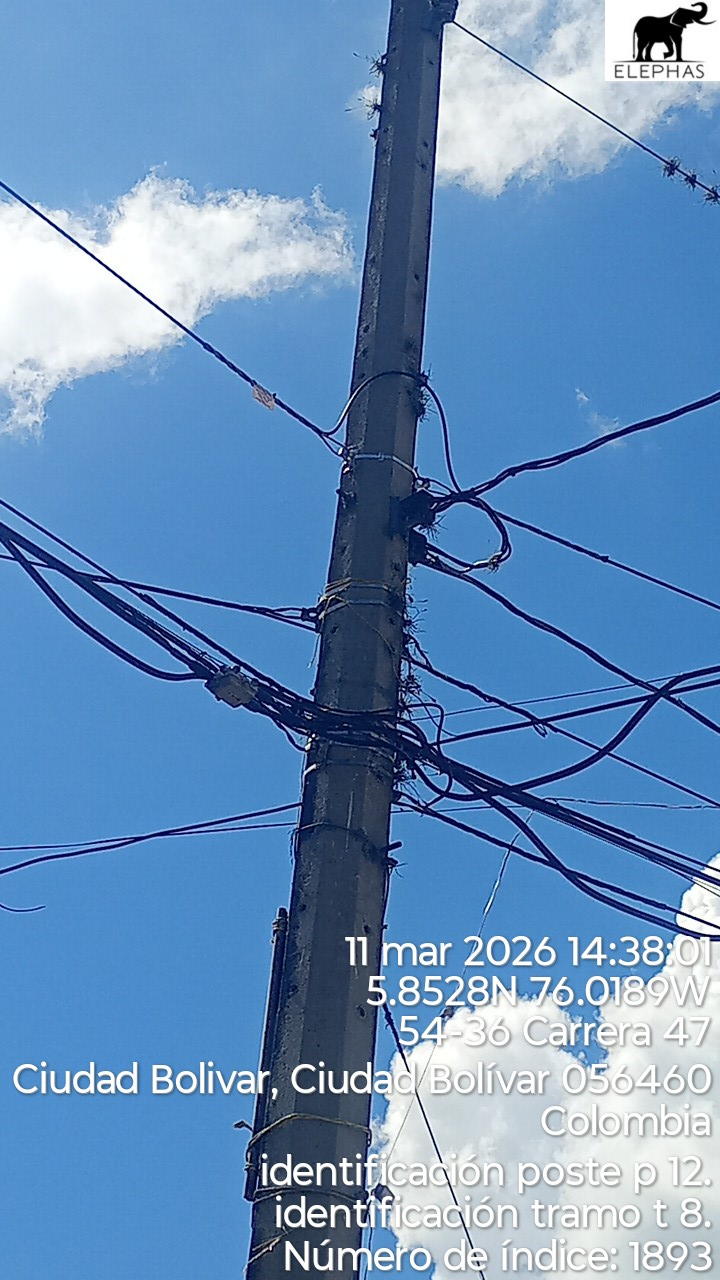 ELEPHAS
11 mar 2026 14:38:01
5.8528N 76.0189W
54-36 Carrera 47
Ciudad Bolivar, Ciudad Bolívar 056460
Colombia
identificación poste p 12.
identificación tramo t 8.
Número de índice: 1893